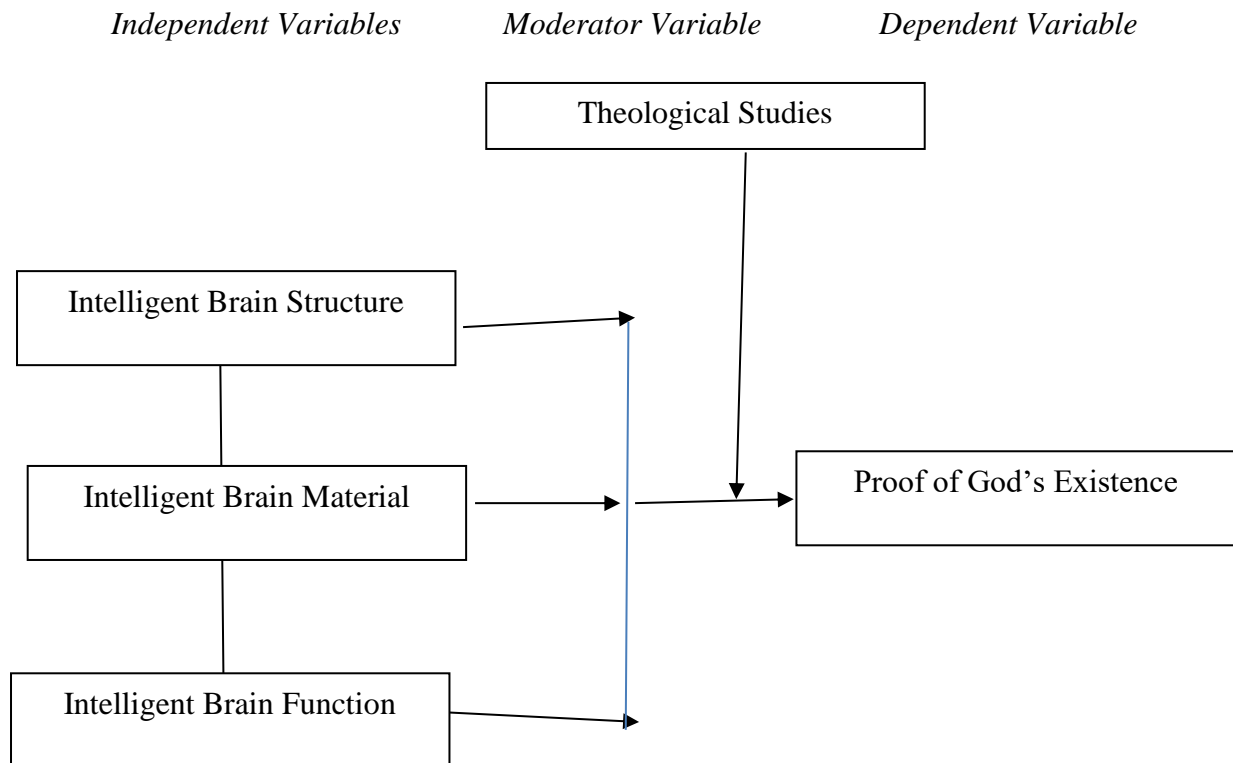 Independent Variables
Moderator Variable
Dependent Variable
Theological Studies
Intelligent Brain Structure
Intelligent Brain Material
Proof of God’s Existence
Intelligent Brain Function